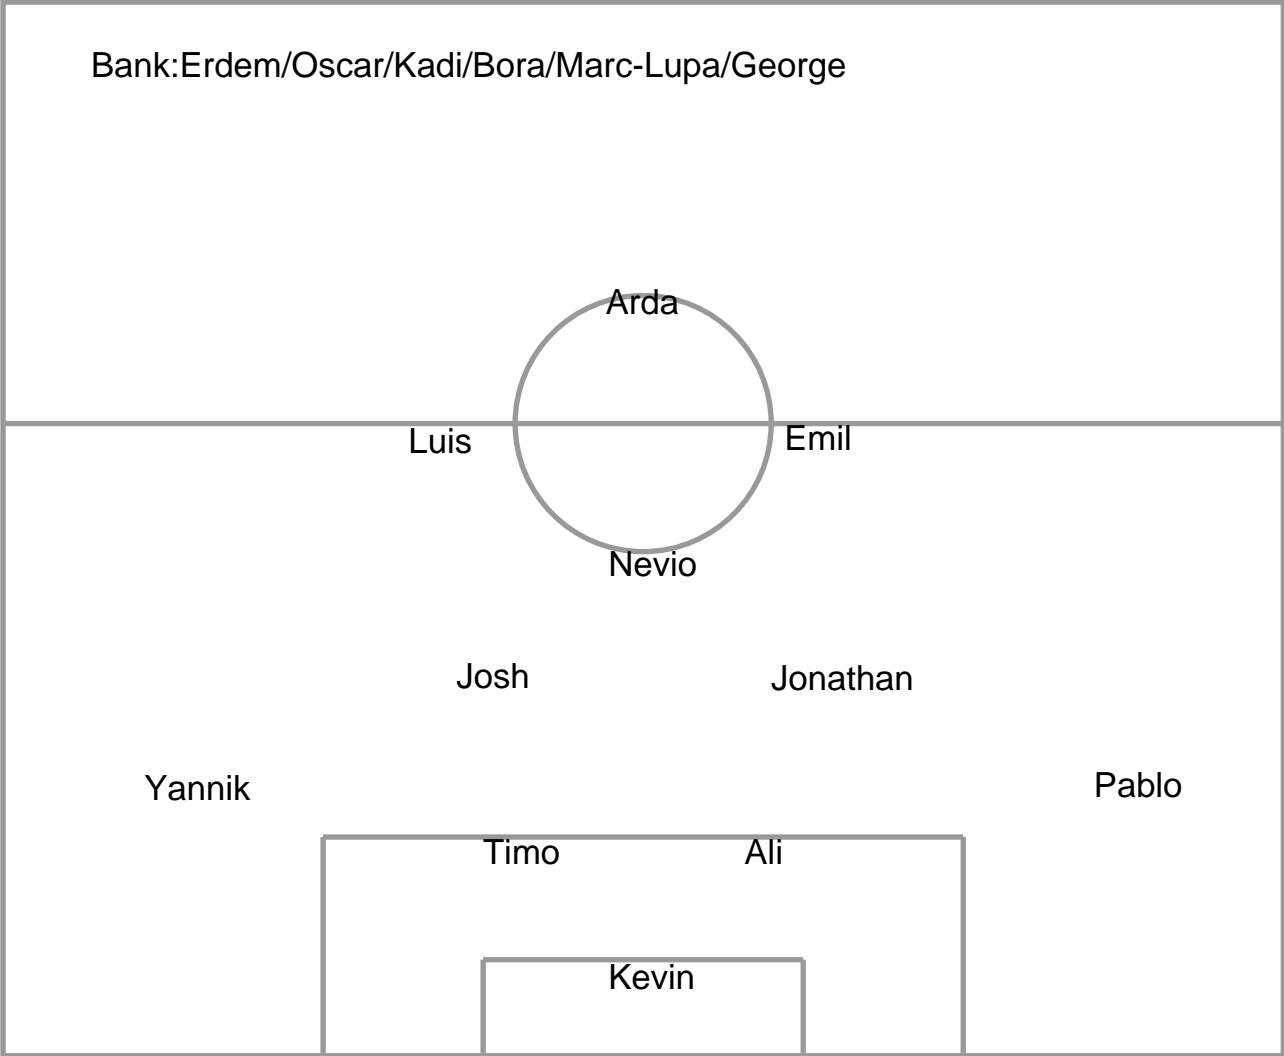 Bank:Erdem/Oscar/Kadi/Bora/Marc-Lupa/George
Arda
Luis
Emil
Nevio
Josh
Jonathan
Yannik
Pablo
Timo
Ali
Kevin